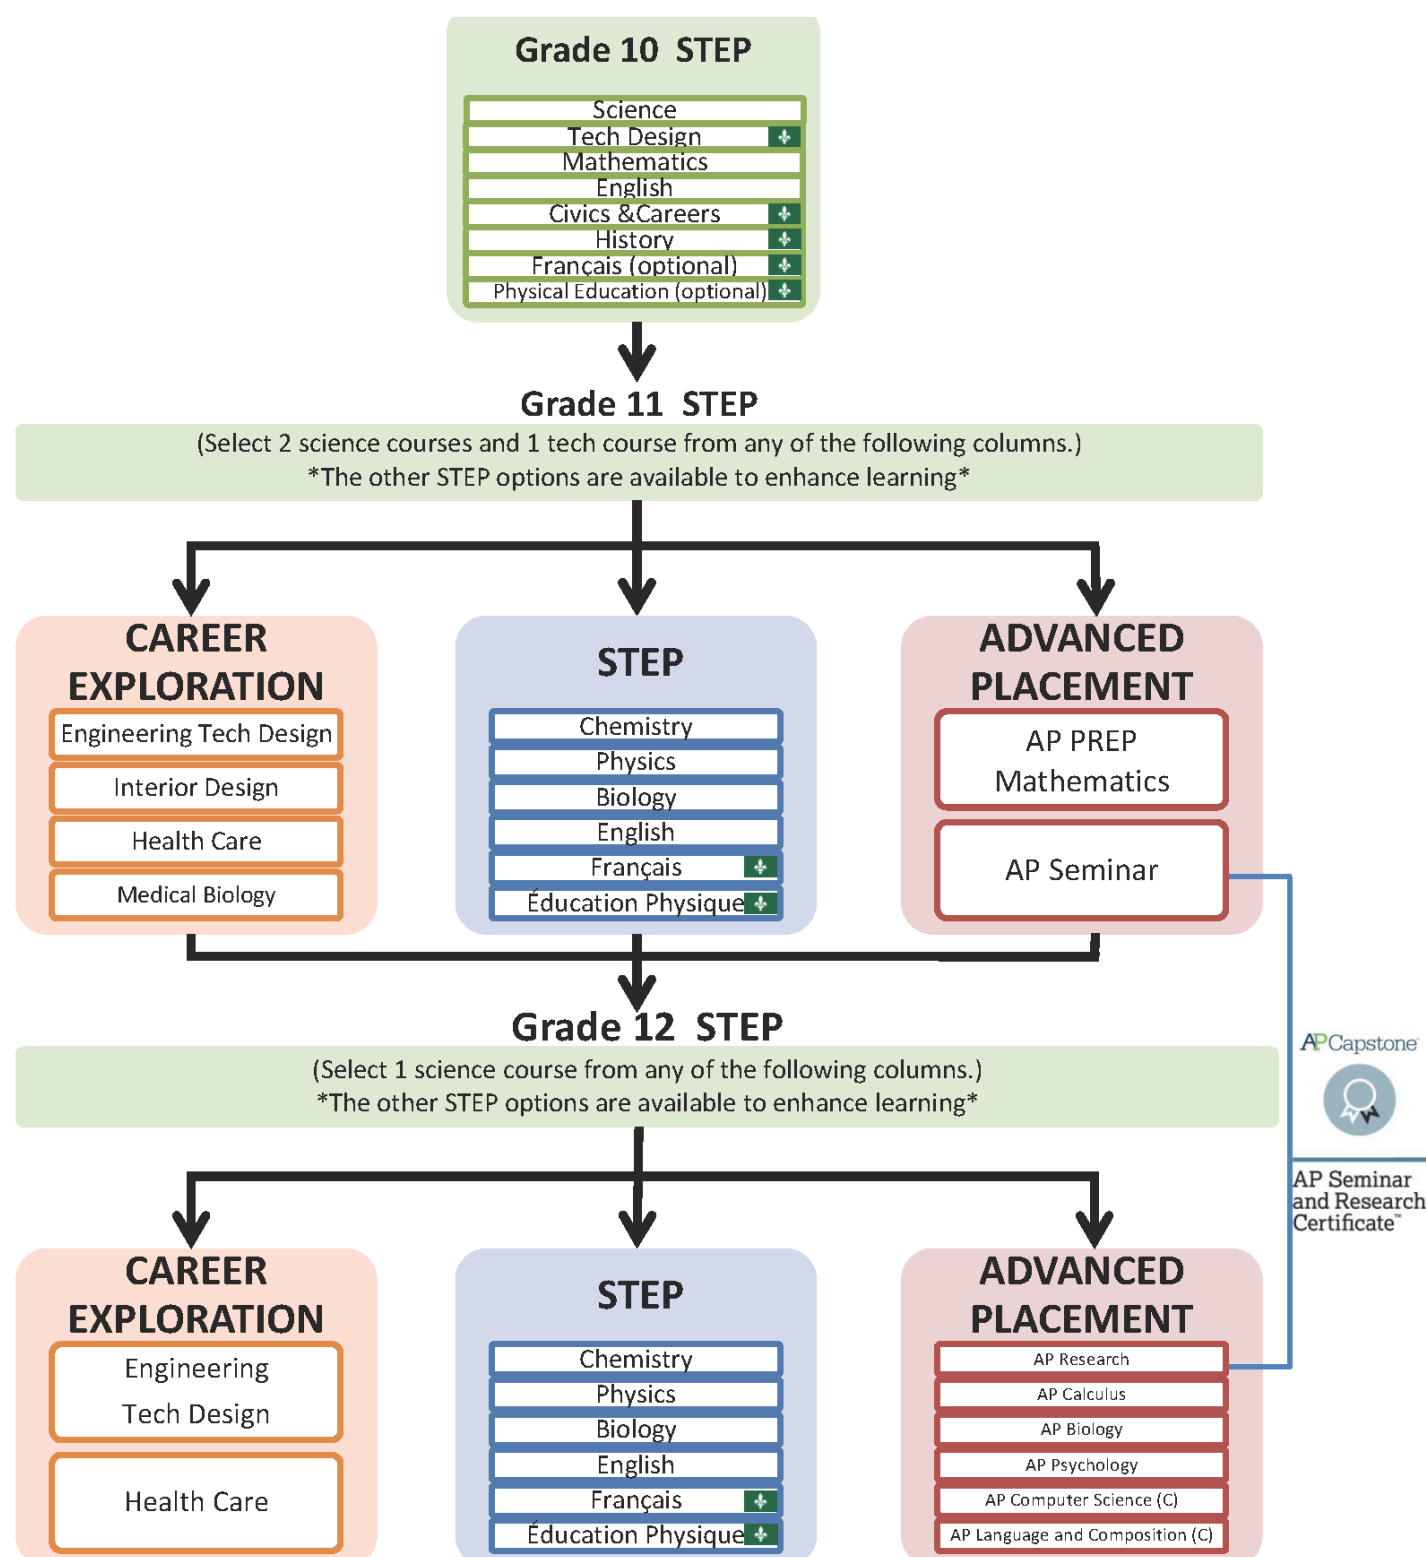 Grade 10 STEP
Science
Tech Design
Mathematics
English
Civics &Careers
History
Français (optional)
Physical Education (optional)
Grade 11 STEP
(Select 2 science courses and 1 tech course from any of the following columns.)
*The other STEP options are available to enhance learning*
CAREER
EXPLORATION
Engineering Tech Design
Interior Design
Health Care
Medical Biology
STEP
Chemistry
Physics
Biology
English
Français
Éducation Physique
ADVANCED
PLACEMENT
AP PREP
Mathematics
AP Seminar
Grade 12 STEP
(Select 1 science course from any of the following columns.)
*The other STEP options are available to enhance learning*
APCapstone
AP Seminar
and Research
Certificate™
CAREER
EXPLORATION
Engineering
Tech Design
Health Care
STEP
Chemistry
Physics
Biology
English
Français
Éducation Physique
ADVANCED
PLACEMENT
AP Research
AP Calculus
AP Biology
AP Psychology
AP Computer Science (C)
AP Language and Composition (C)